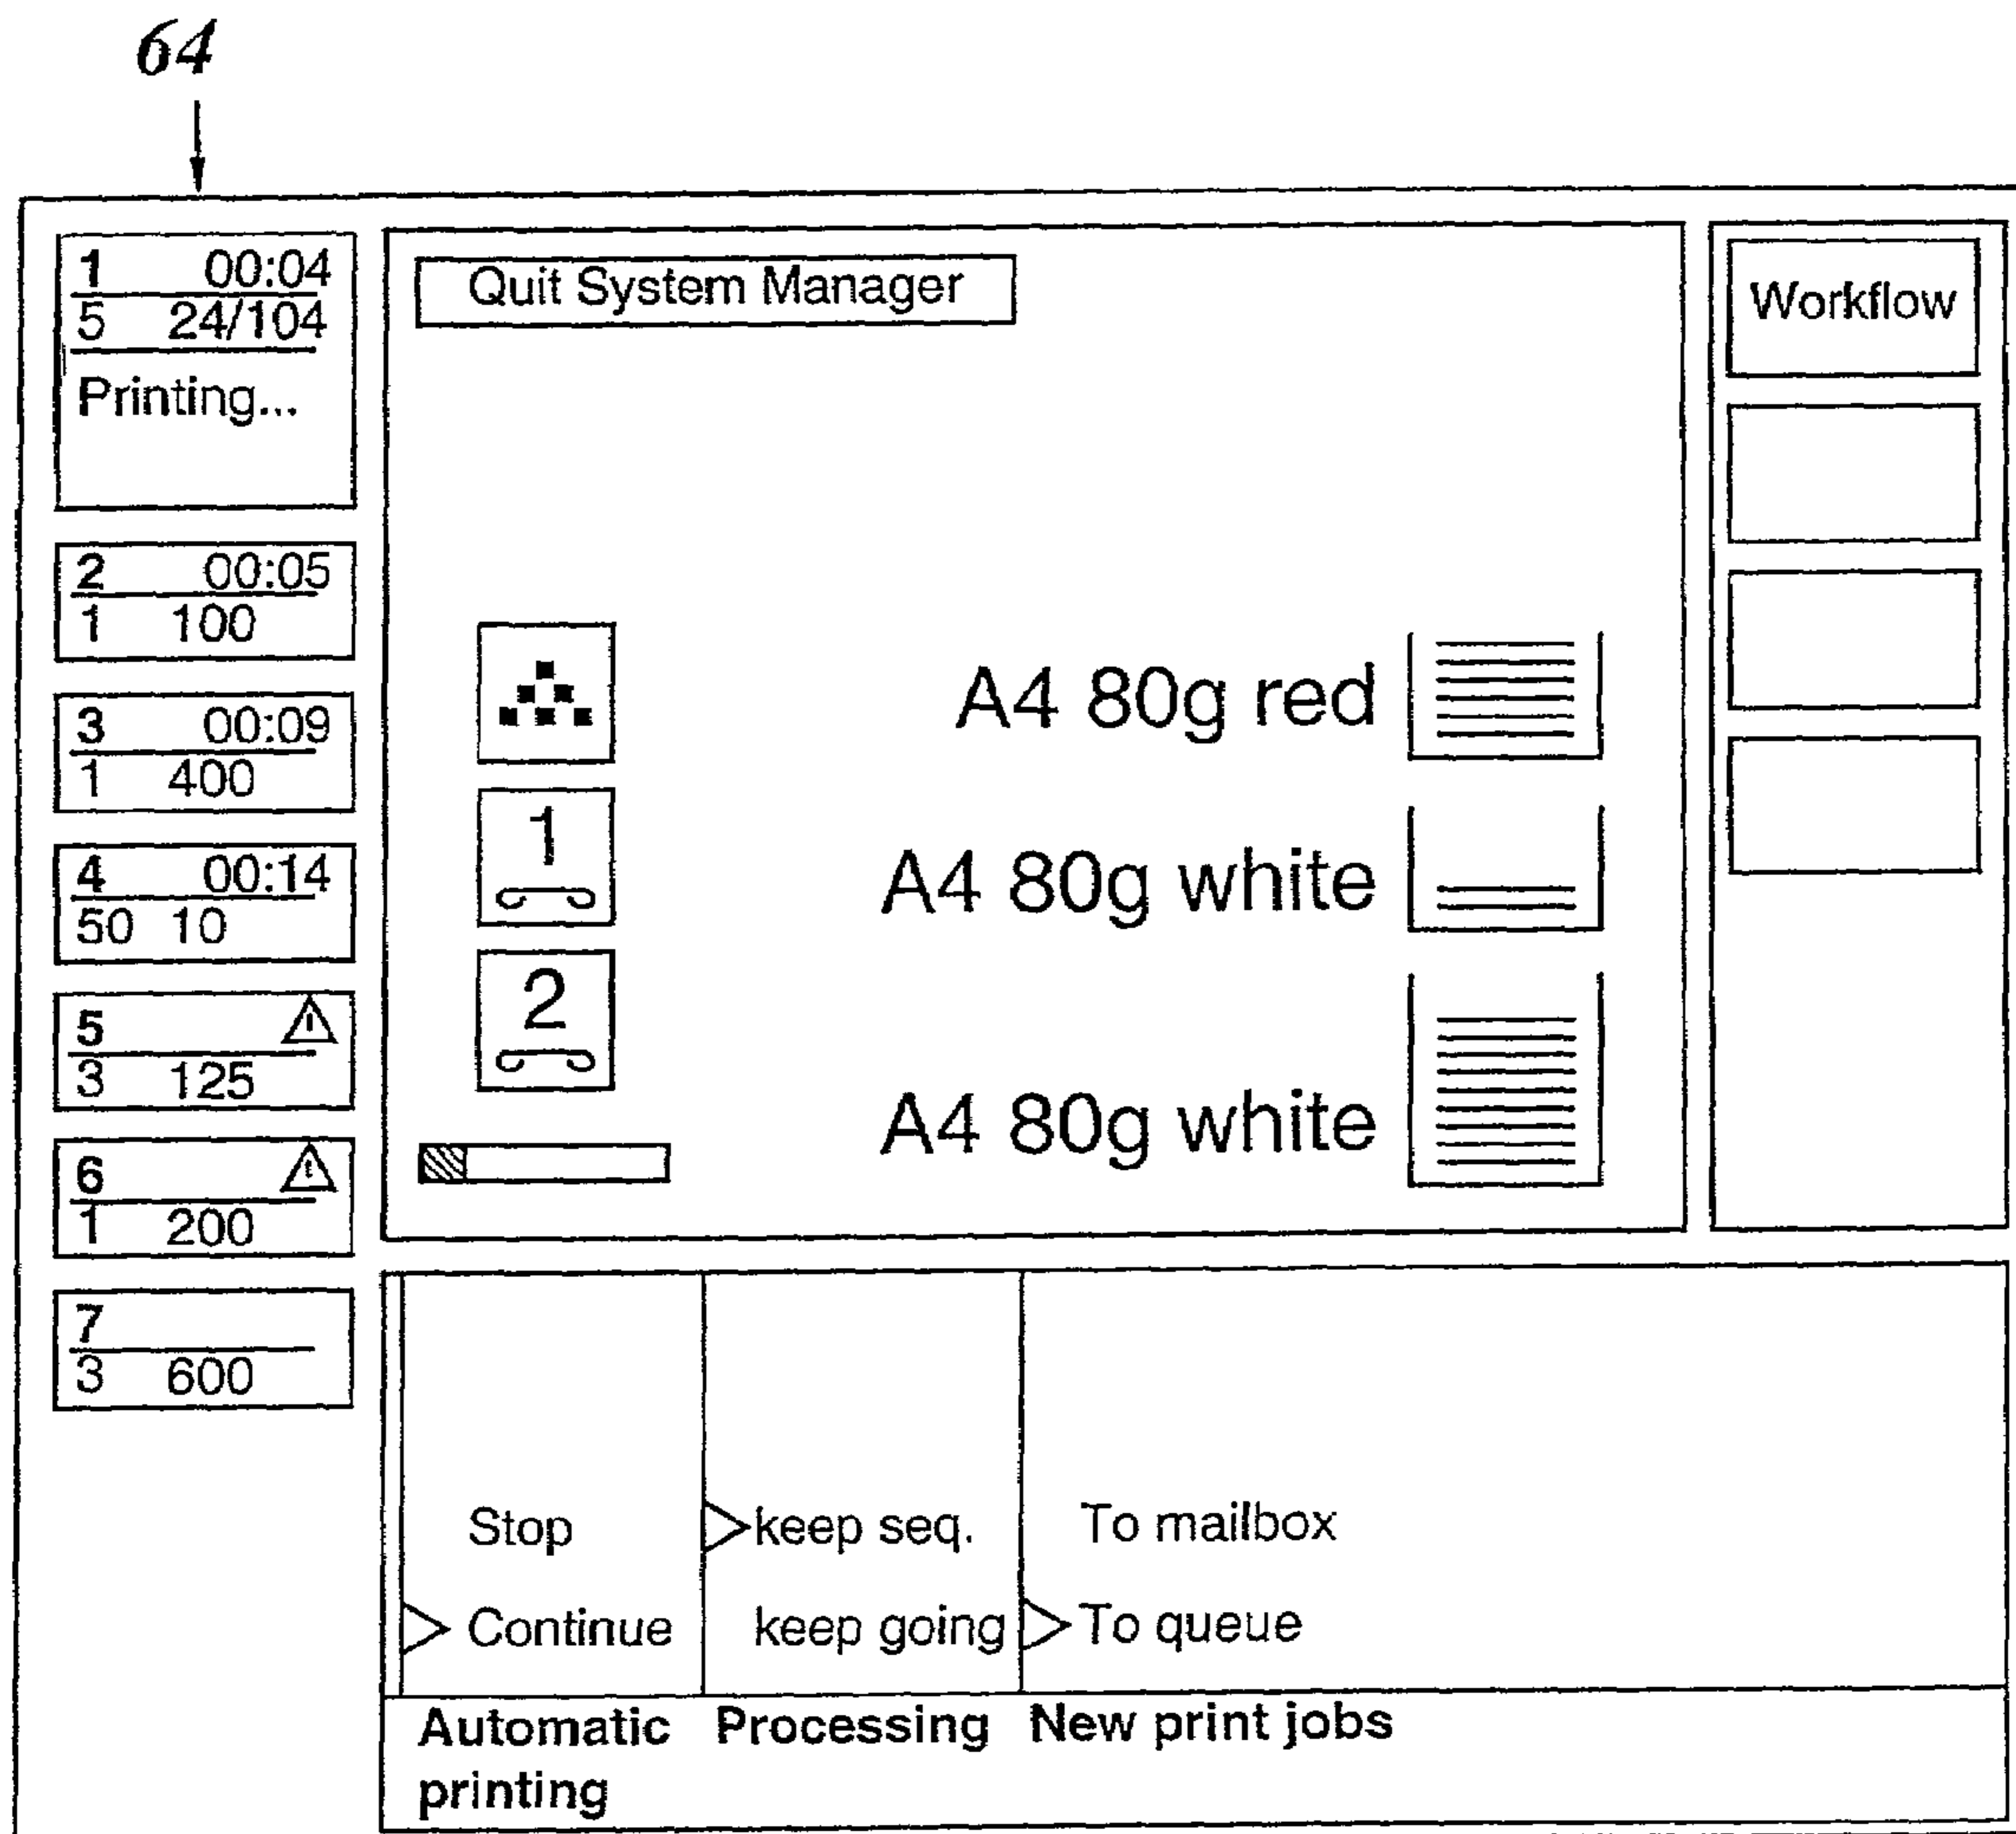 64
1 00:04
5 24/104
Printing...
2 00:05
1 100
3 00:09
1 400
4 00:14
50 10
5
3 125
6
1 200
7
3 600
Quit System Manager
A4 80g red
1
A4 80g white
2
A4 80g white
Workflow
Stop
Continue
Automatic
printing
keep seq.
keep going
Processing
To mailbox
To queue
New print jobs